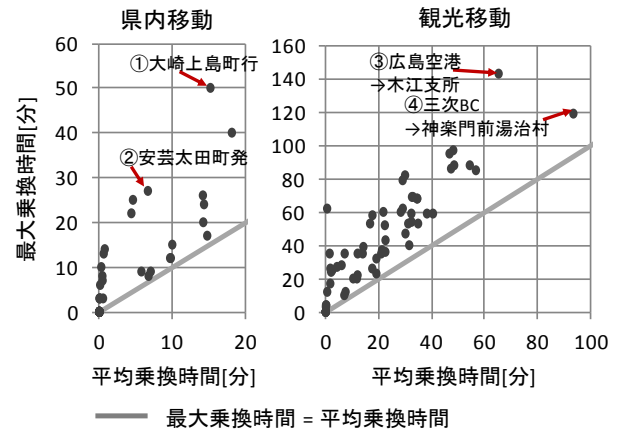 県内移動
観光移動
最大乗換時間[分]
60
50
40
30
20
10
0
①大崎上島町行
②安芸太田町発
0
10
20
平均乗換時間[分]
160
140
120
100
80
60
40
20
0
③広島空港
→木江支所
④三次BC
→神楽門前湯治村
0
20
40
60
80
100
平均乗換時間[分]
最大乗換時間 = 平均乗換時間